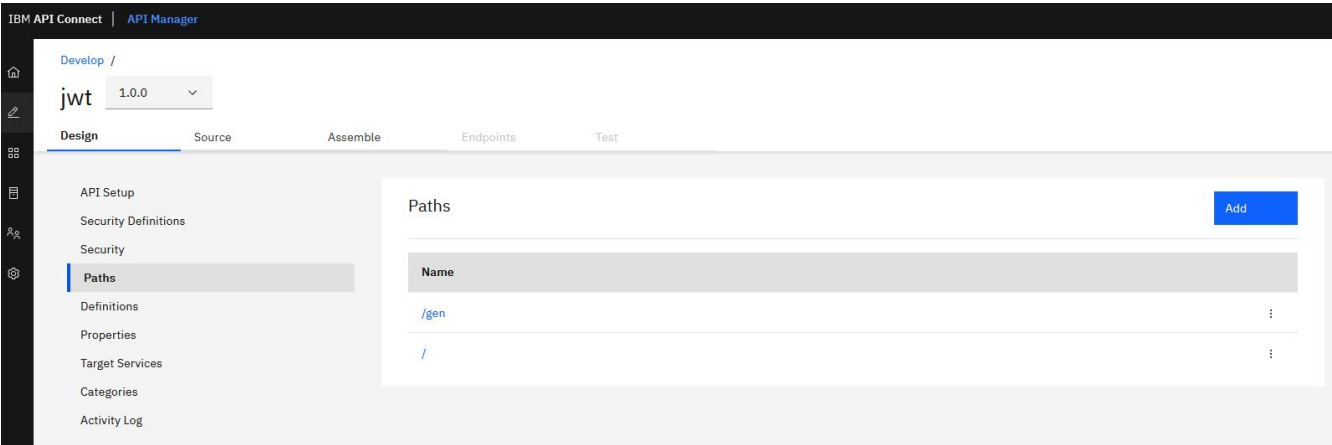 IBM API Connect | API Manager
Develop /
jwt 1.0.0
Design Source Assemble Endpoints Test
API Setup
Security Definitions
Security
Paths
Definitions
Properties
Target Services
Categories
Activity Log
Paths
Add
Name
/gen
/